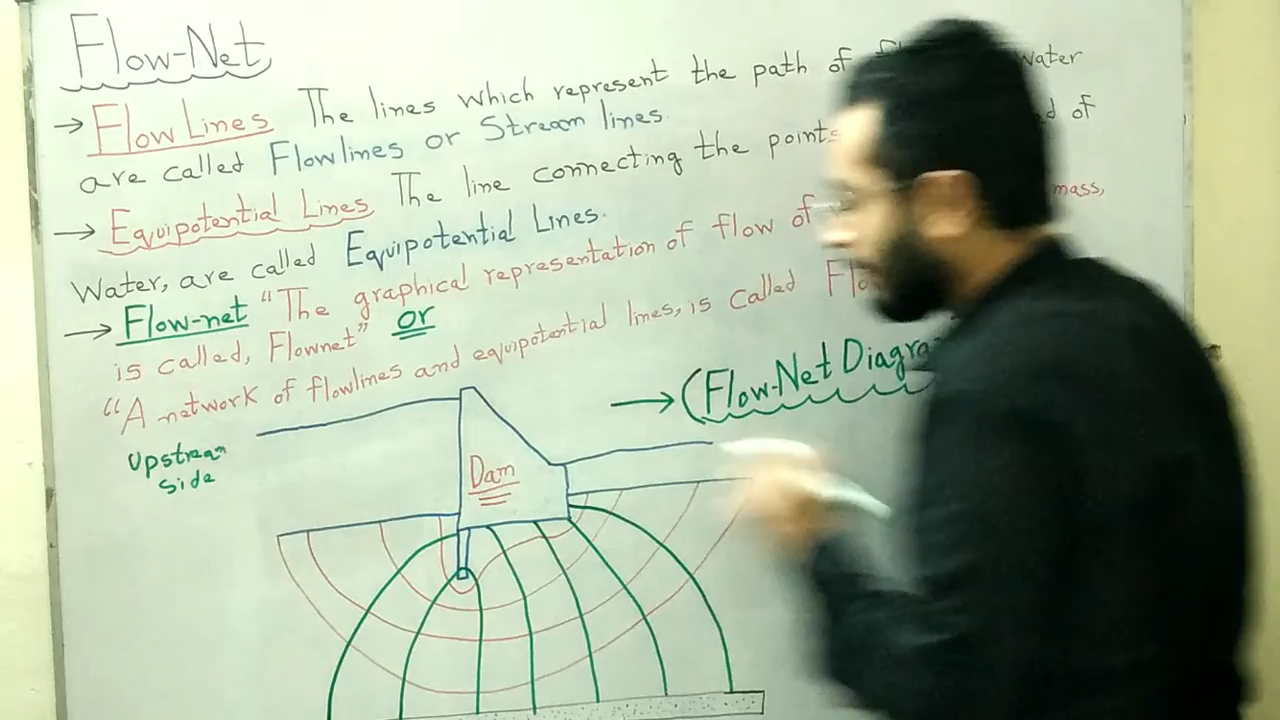 Flow-Net
→ Flow Lines The lines which represent the path of water
are called Flowlines or Stream lines.
→ Equipotential Lines The line connecting the points of
Water, are called Equipotential Lines.
→ Flow-net "The graphical representation of flow of mass,
is called, Flownet" or
"A network of flowlines and equipotential lines, is called
→ (Flow-Net
Upstream
side
Dam